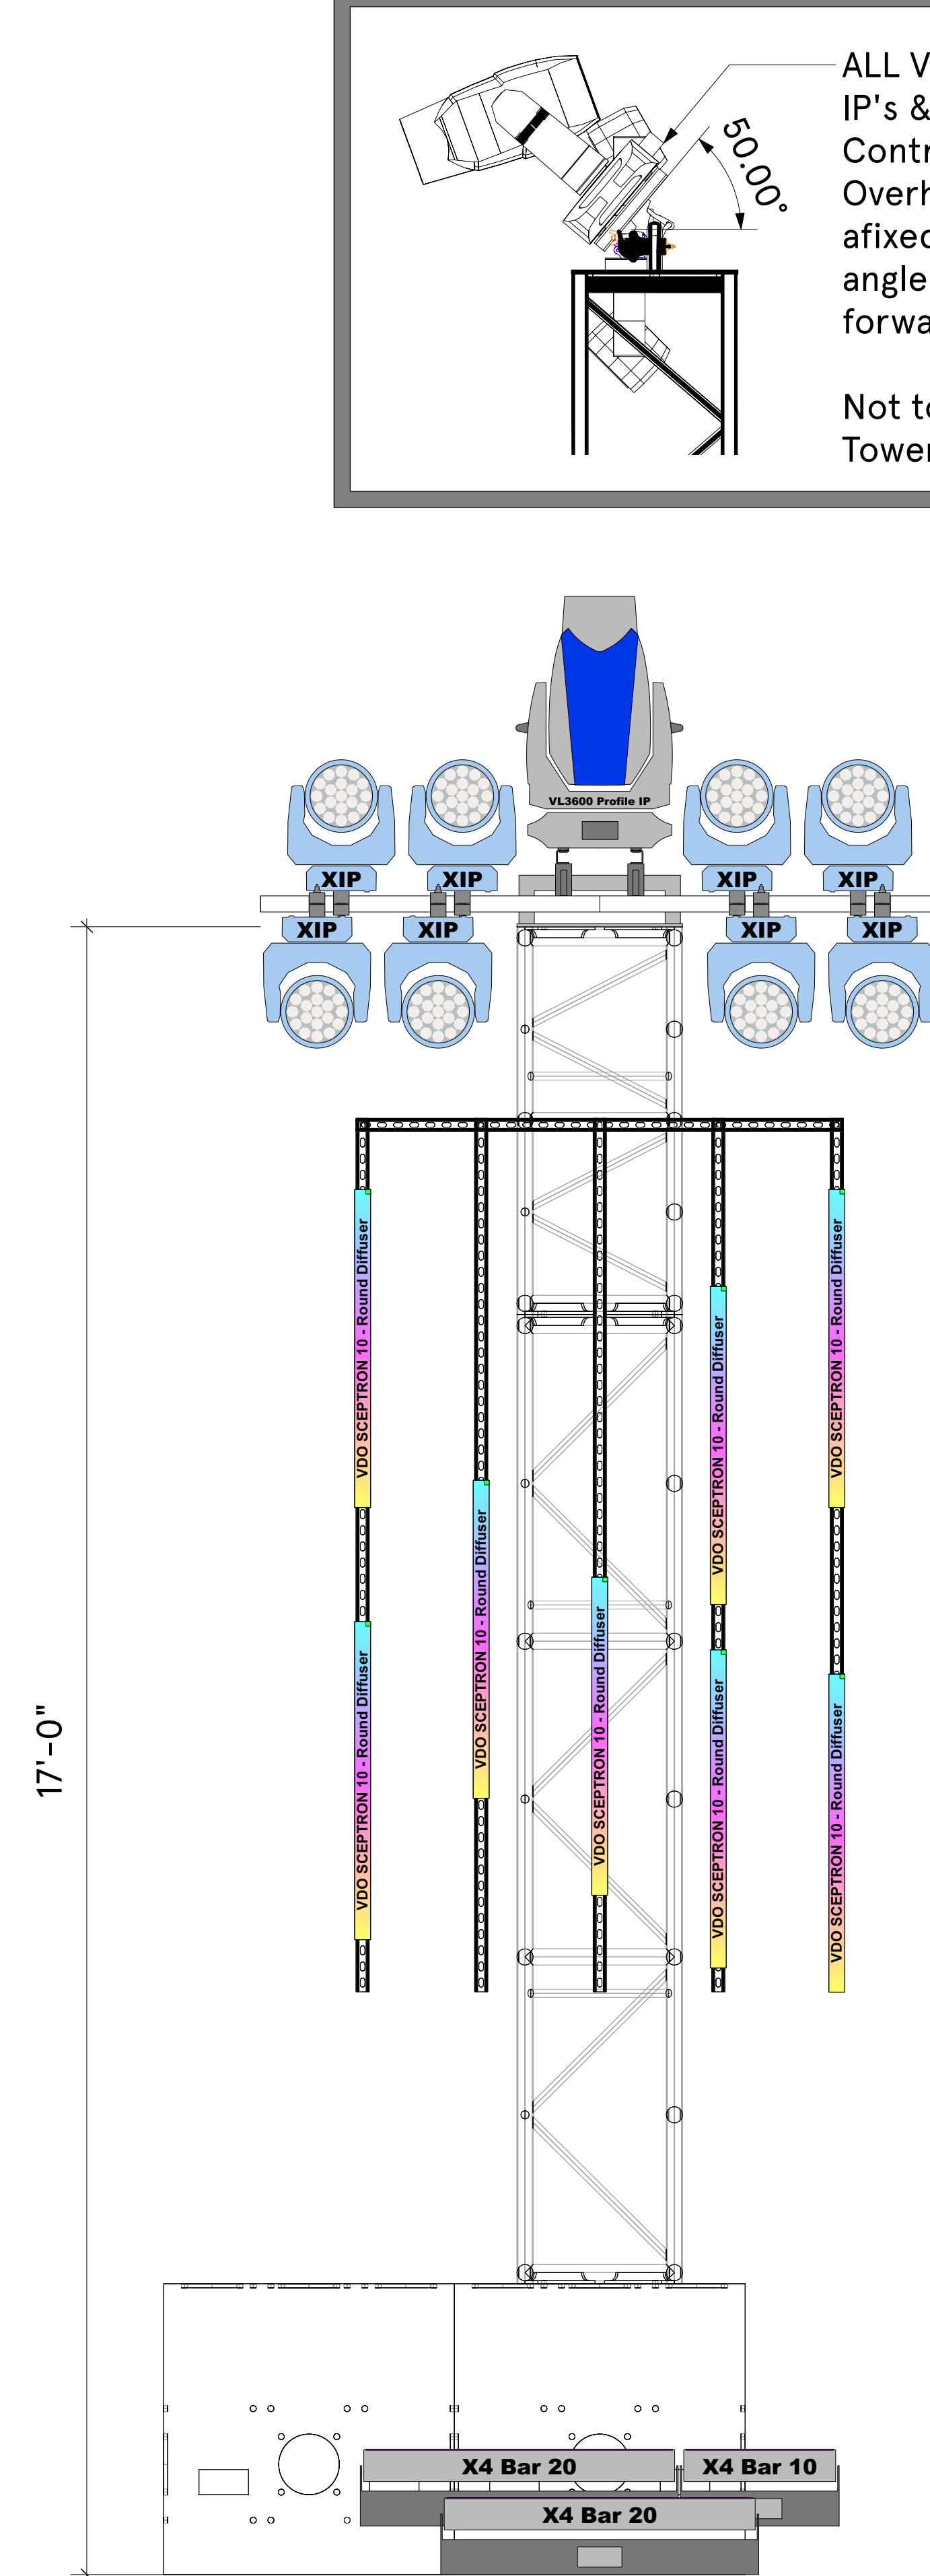 ALL V
IP's &
Contr
Overh
afixed
angle
forwa
Not to
Tower
50.00°
VL3600 Profile IP
XIP
XIP
XIP
XIP
XIP
XIP
XIP
XIP
VDO SCEPTRON 10 - Round Diffuser
VDO SCEPTRON 10 - Round Diffuser
VDO SCEPTRON 10 - Round Diffuser
VDO SCEPTRON 10 - Round Diffuser
VDO SCEPTRON 10 - Round Diffuser
VDO SCEPTRON 10 - Round Diffuser
VDO SCEPTRON 10 - Round Diffuser
VDO SCEPTRON 10 - Round Diffuser
17'-0"
X4 Bar 20
X4 Bar 10
X4 Bar 20